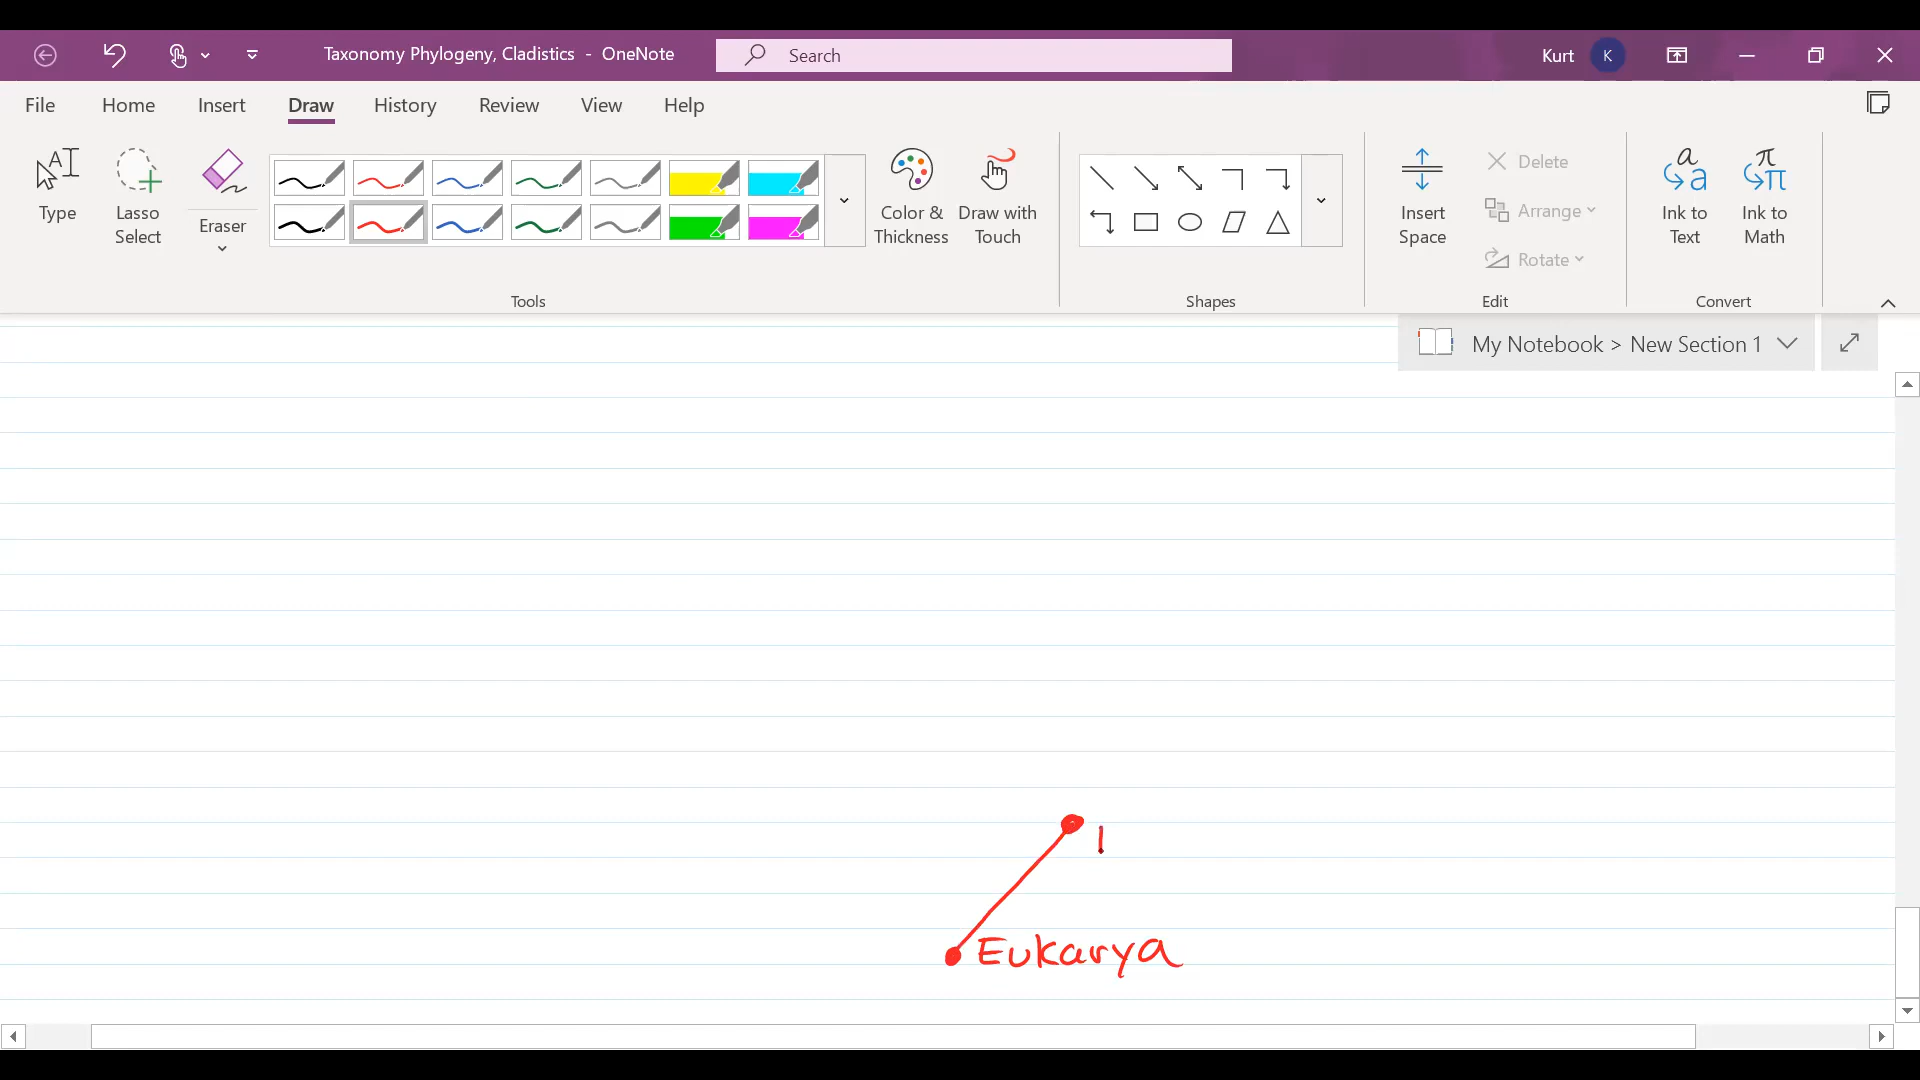 Taxonomy Phylogeny, Cladistics - OneNote
Search
Kurt
K
File Home Insert Draw History Review View Help
Type
Lasso Select
Eraser
Color & Thickness
Draw with Touch
Insert Space
Delete
Arrange
Rotate
Ink to Text
Ink to Math
Tools
Shapes
Edit
Convert
My Notebook > New Section 1
Eukarya